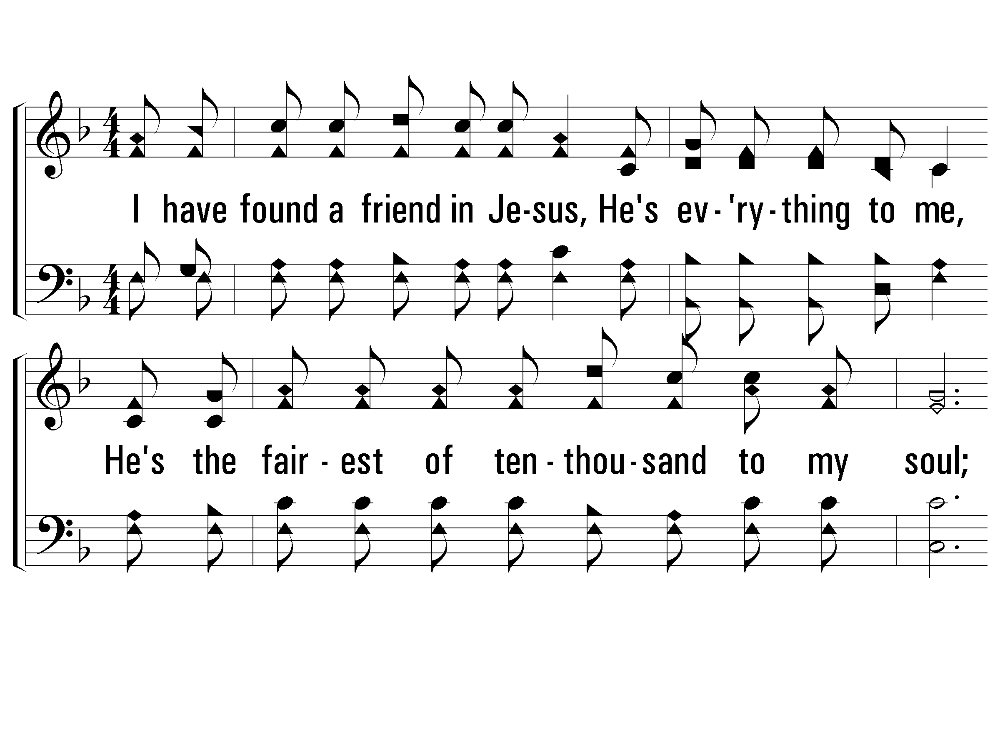 I have found a friend in Je-sus, He's ev-'ry-thing to me,
He's the fair-est of ten-thou-sand to my soul;